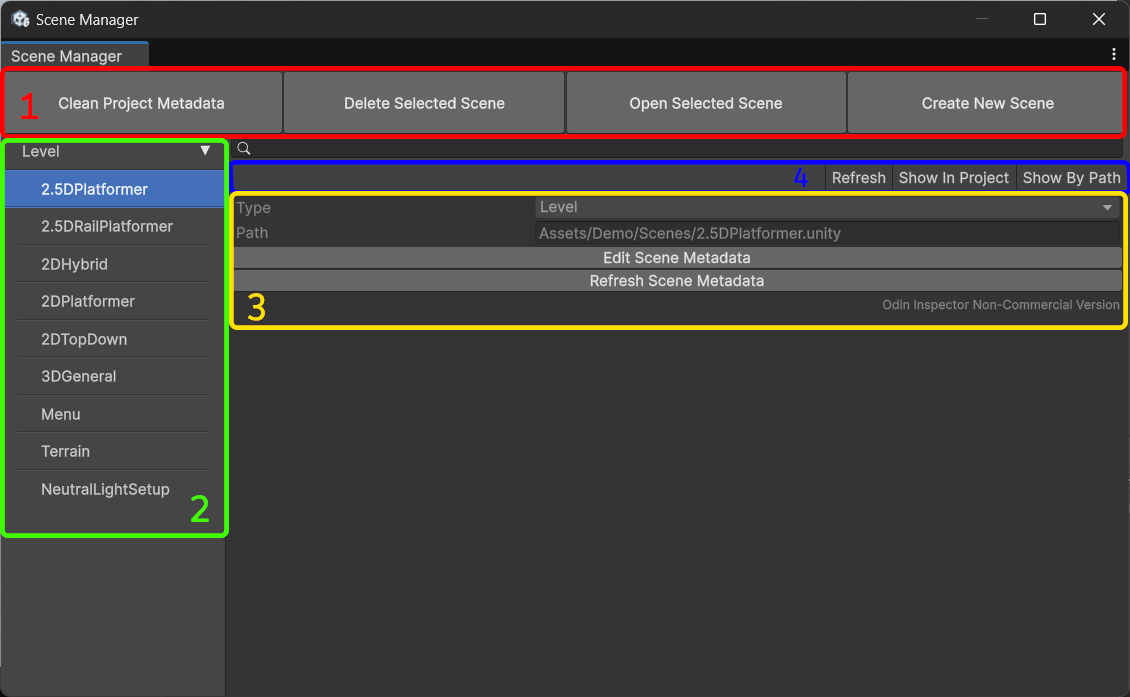 Scene Manager
Scene Manager
1 Clean Project Metadata Delete Selected Scene Open Selected Scene Create New Scene
Level
4 Refresh Show In Project Show By Path
2.5DPlatformer
2.5DRailPlatformer
2DHybrid
2DPlatformer
2DTopDown
3DGeneral
Menu
Terrain
NeutralLightSetup
2
Type Level
Path Assets/Demo/Scenes/2.5DPlatformer.unity
Edit Scene Metadata
Refresh Scene Metadata
3 Odin Inspector Non-Commercial Version